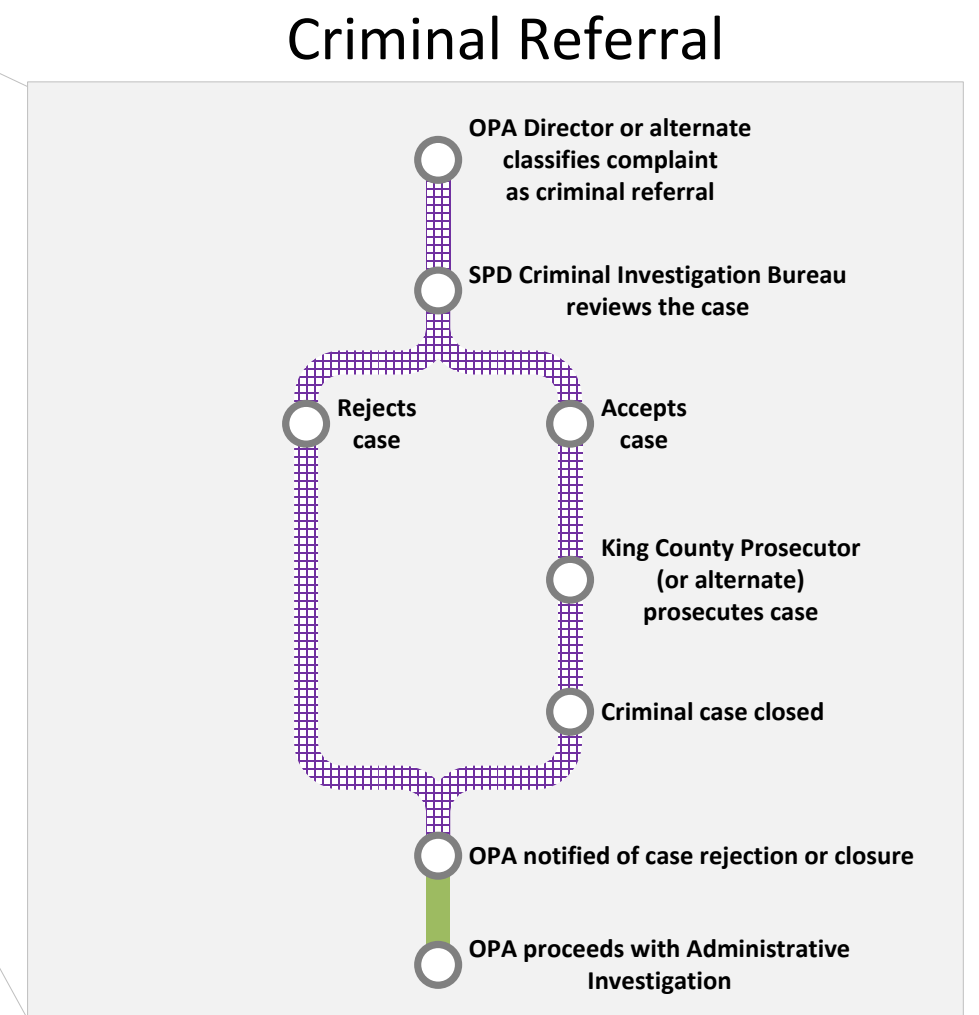 Criminal Referral
OPA Director or alternate
classifies complaint
as criminal referral
SPD Criminal Investigation Bureau
reviews the case
Rejects
case
Accepts
case
King County Prosecutor
(or alternate)
prosecutes case
Criminal case closed
OPA notified of case rejection or closure
OPA proceeds with Administrative
Investigation